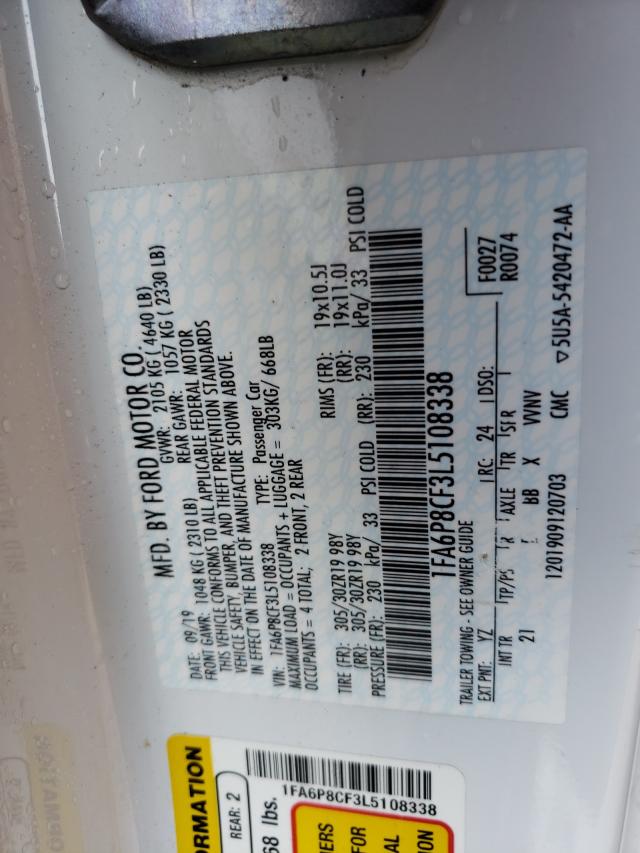 MFD. BY FORD MOTOR CO.
DATE: 09/19 GVWR: 2105 KG ( 4640 LB)
FRONT GAWR: 1048 KG ( 2310 LB) REAR GAWR: 1057 KG ( 2330 LB)
THIS VEHICLE CONFORMS TO ALL APPLICABLE FEDERAL MOTOR
VEHICLE SAFETY, BUMPER, AND THEFT PREVENTION STANDARDS
IN EFFECT ON THE DATE OF MANUFACTURE SHOWN ABOVE.
VIN: 1FA6P8CF3L5108338 TYPE: Passenger Car
MAXIMUM LOAD = OCCUPANTS + LUGGAGE = 303KG/ 668LB
OCCUPANTS = 4 TOTAL; 2 FRONT, 2 REAR
TIRE (FR): 305/30ZR19 98Y RIMS (FR): 19x10.5J
(RR): 305/30ZR19 98Y (RR): 19x11.0J
PRESSURE (FR): 230 kPa/ 33 PSI COLD (RR): 230 kPa/ 33 PSI COLD
1FA6P8CF3L5108338
TRAILER TOWING - SEE OWNER GUIDE F0027
EXT PNT: YZ RC: 24 DSO: R0074
INT TR TP/PS R AXLE TR SFR
21 BB X VVNV
1201909120703 CMC ▽5U5A-5420472-AA
RMATION
REAR: 2
68 lbs.
1FA6P8CF3L5108338
FOR